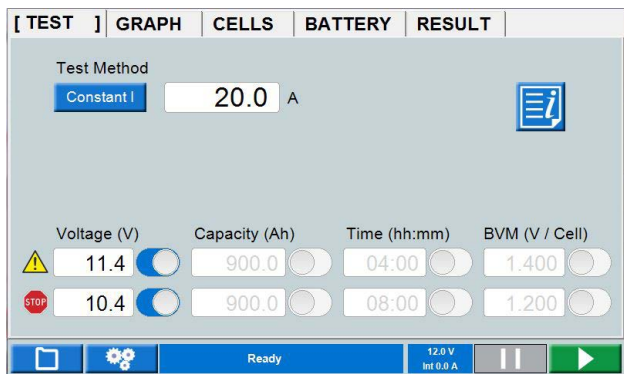 [ TEST ] GRAPH CELLS BATTERY RESULT
Test Method
Constant I 20.0 A
i
Voltage (V) Capacity (Ah) Time (hh:mm) BVM (V / Cell)
11.4 900.0 04:00 1.400
STOP 10.4 900.0 08:00 1.200
Ready 12.0 V
Int 0.0 A